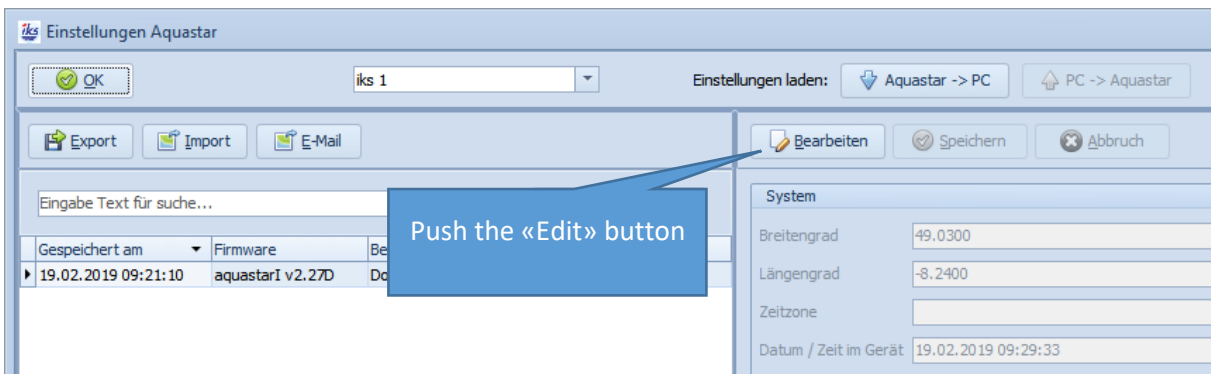 iks Einstellungen Aquastar
OK
iks 1
Einstellungen laden:
Aquastar -> PC
PC -> Aquastar
Export
Import
E-Mail
Bearbeiten
Speichern
Abbruch
Eingabe Text für suche...
Push the «Edit» button
Gespeichert am
Firmware
Be
19.02.2019 09:21:10
aquastarI v2.27D
Do
System
Breitengrad
49.0300
Längengrad
-8.2400
Zeitzone
Datum / Zeit im Gerät
19.02.2019 09:29:33